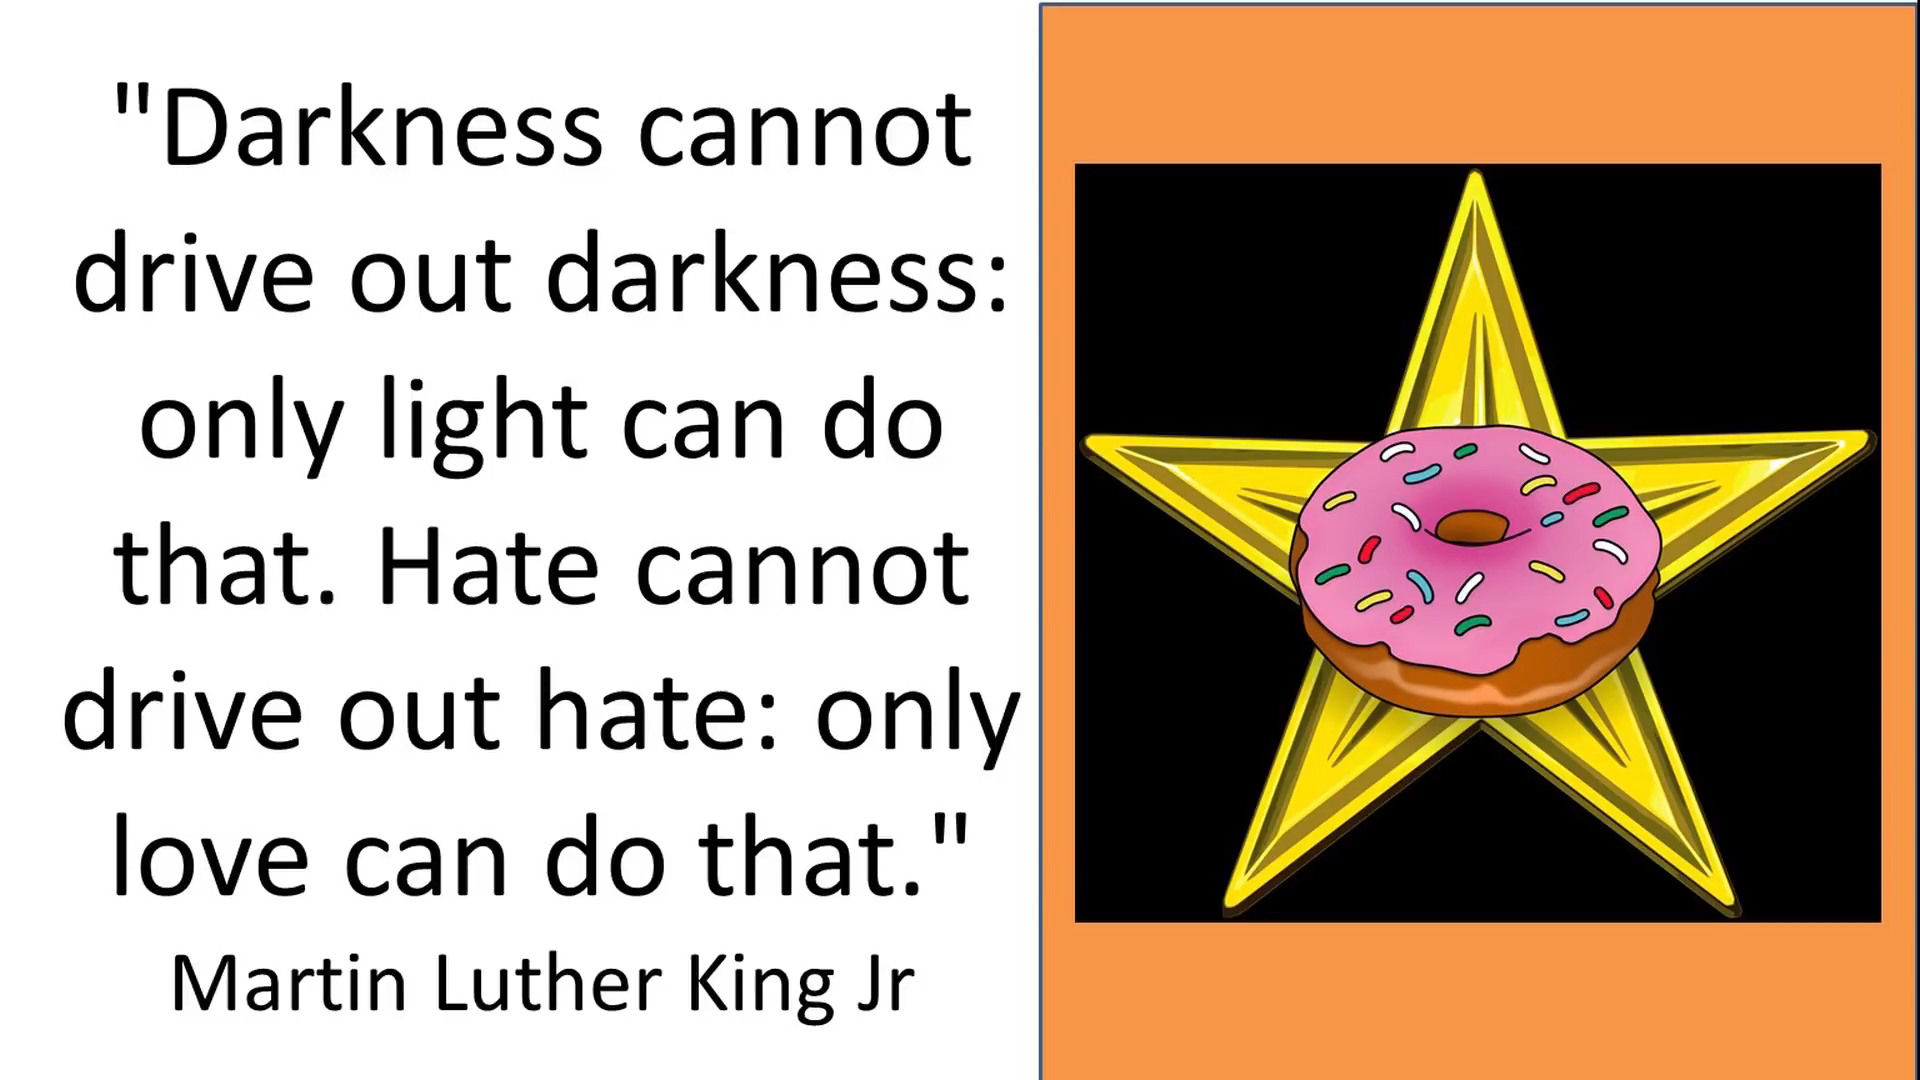 "Darkness cannot
drive out darkness:
only light can do
that. Hate cannot
drive out hate: only
love can do that."
Martin Luther King Jr